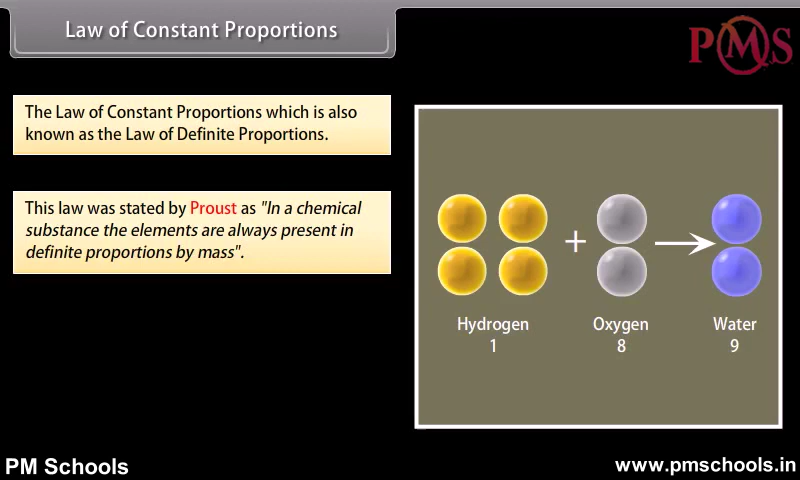 Law of Constant Proportions
PMS
The Law of Constant Proportions which is also
known as the Law of Definite Proportions.
This law was stated by Proust as "In a chemical
substance the elements are always present in
definite proportions by mass".
+
Hydrogen Oxygen Water
1 8 9
PM Schools
www.pmschools.in